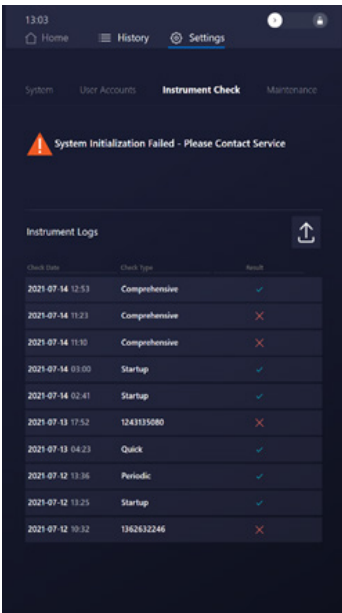 13:03
Home History Settings
System User Accounts Instrument Check Maintenance
System Initialization Failed - Please Contact Service
Instrument Logs
Check Date Check Type Result
2021-07-14 12:53 Comprehensive
2021-07-14 11:23 Comprehensive
2021-07-14 11:10 Comprehensive
2021-07-14 03:00 Startup
2021-07-14 02:41 Startup
2021-07-13 17:52 1243135080
2021-07-13 04:23 Quick
2021-07-12 13:36 Periodic
2021-07-12 13:25 Startup
2021-07-12 10:32 1362632246